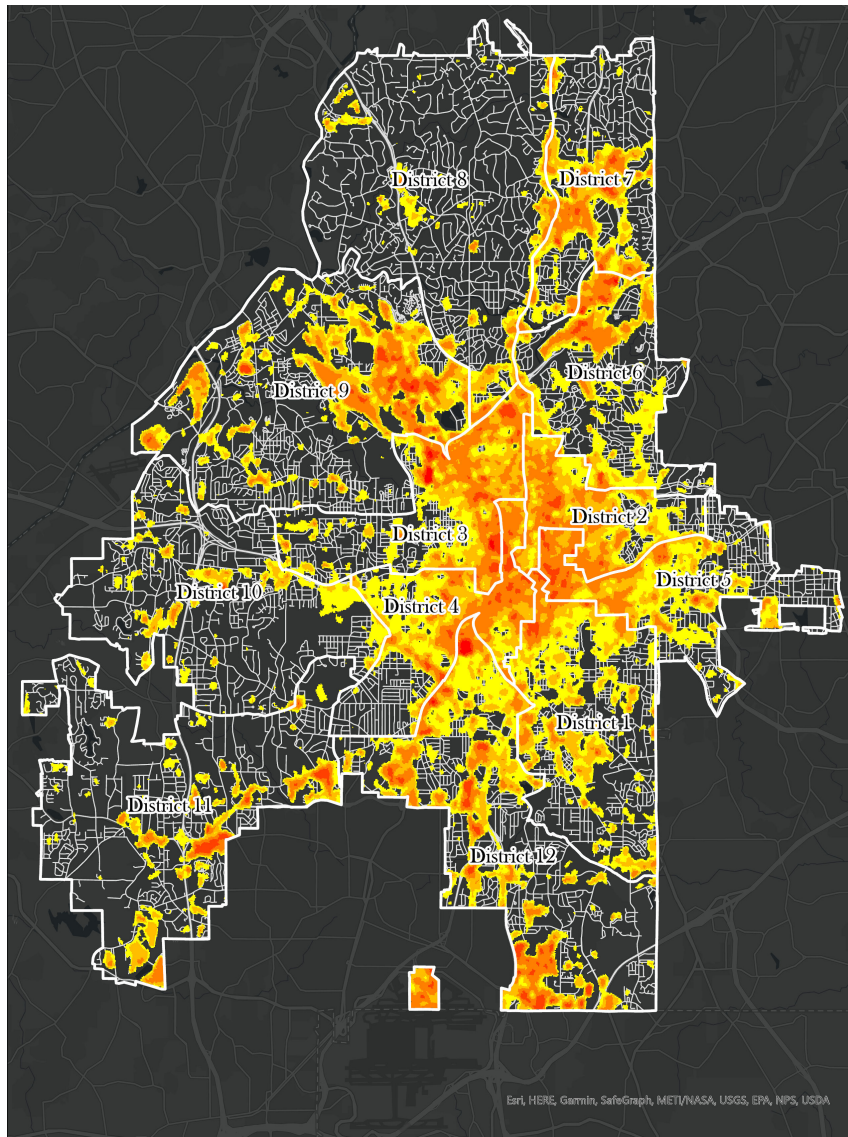 District 8
District 7
District 6
District 9
District 2
District 3
District 5
District 10
District 4
District 1
District 11
District 12
Esri, HERE, Garmin, SafeGraph, METI/NASA, USGS, EPA, NPS, USDA